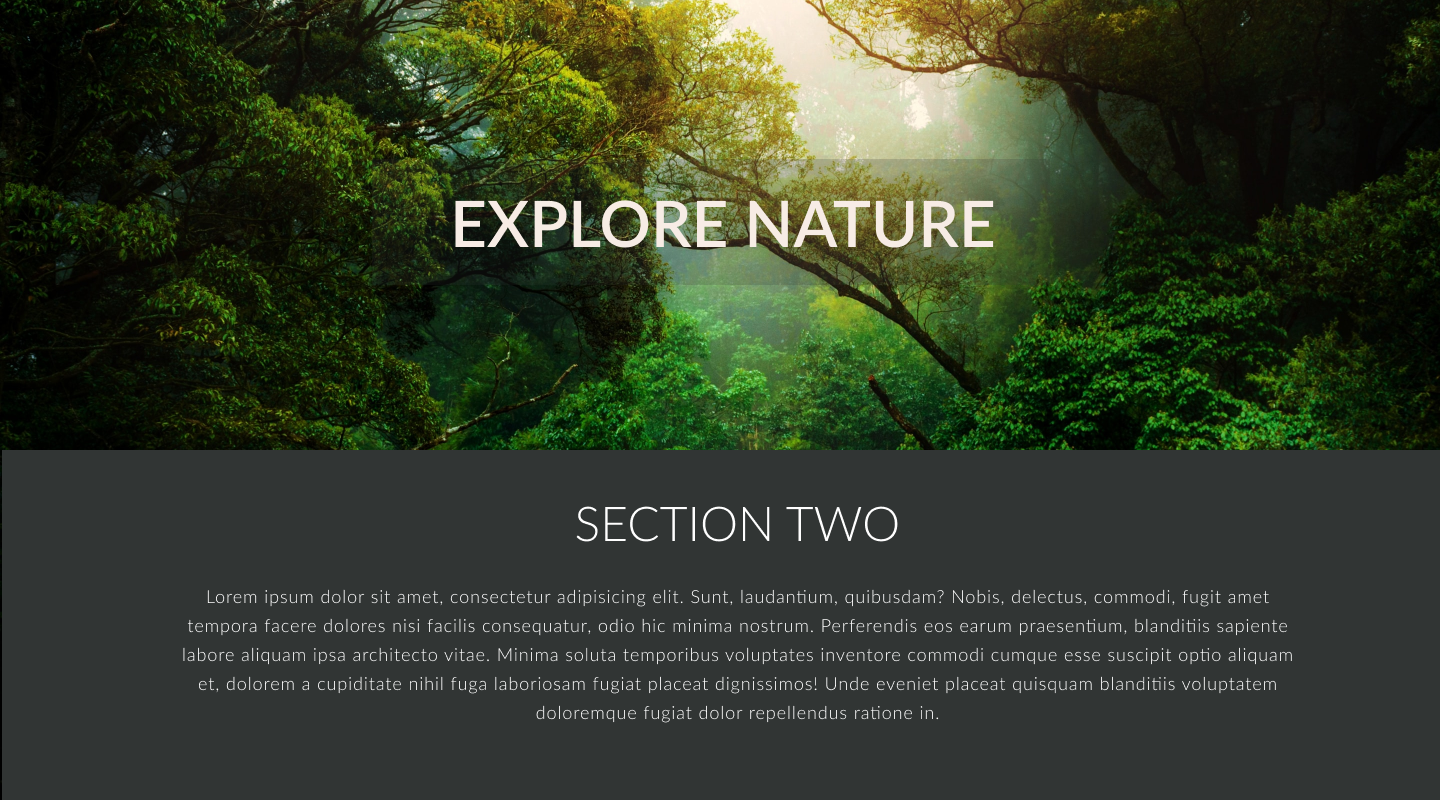 EXPLORE NATURE
SECTION TWO
Lorem ipsum dolor sit amet, consectetur adipisicing elit. Sunt, laudantium, quibusdam? Nobis, delectus, commodi, fugit amet
tempora facere dolores nisi facilis consequatur, odio hic minima nostrum. Perferendis eos earum praesentium, blanditiis sapiente
labore aliquam ipsa architecto vitae. Minima soluta temporibus voluptates inventore commodi cumque esse suscipit optio aliquam
et, dolorem a cupiditate nihil fuga laboriosam fugiat placeat dignissimos! Unde eveniet placeat quisquam blanditiis voluptatem
doloremque fugiat dolor repellendus ratione in.